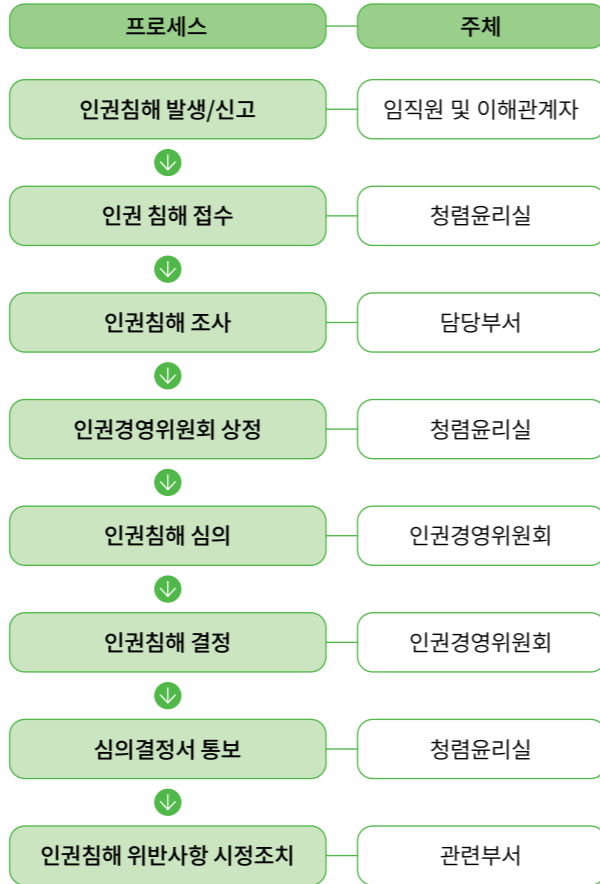 프로세스 주체
인권침해 발생/신고 임직원 및 이해관계자
인권 침해 접수 청렴윤리실
인권침해 조사 담당부서
인권경영위원회 상정 청렴윤리실
인권침해 심의 인권경영위원회
인권침해 결정 인권경영위원회
심의결정서 통보 청렴윤리실
인권침해 위반사항 시정조치 관련부서